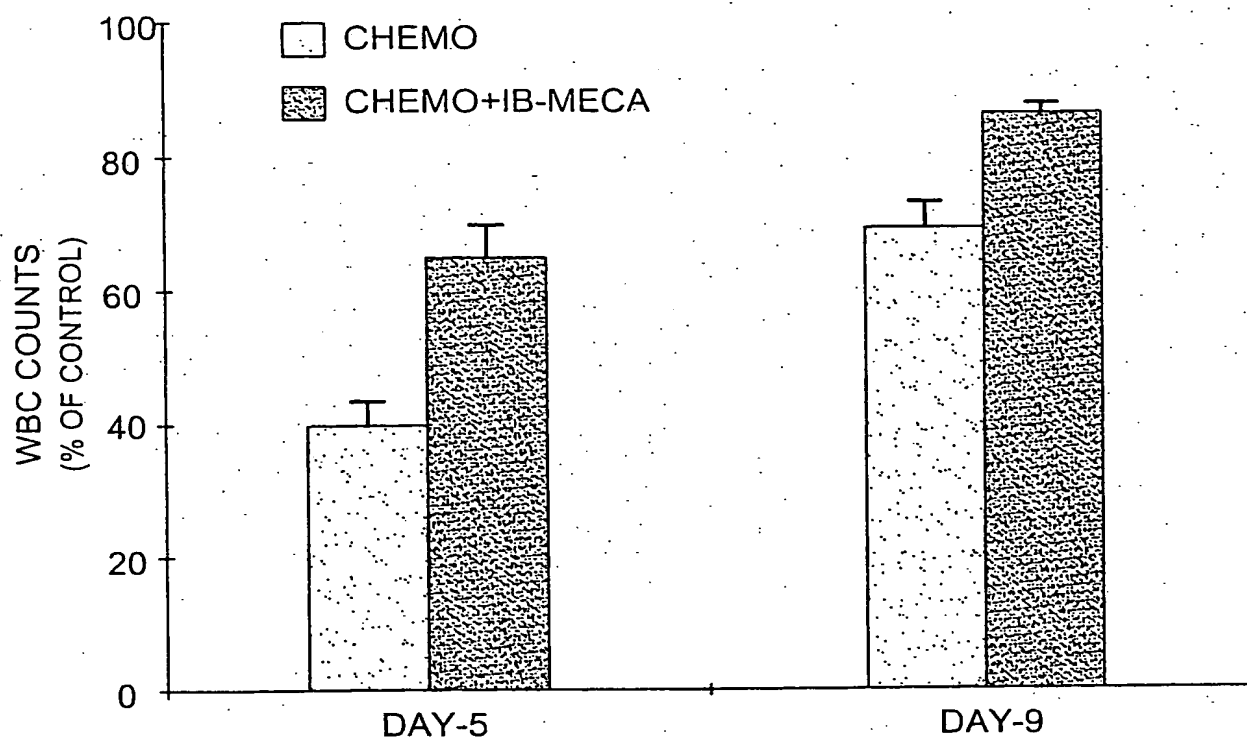 100
80
60
40
20
0
WBC COUNTS
(% OF CONTROL)
CHEMO
CHEMO+IB-MECA
DAY-5
DAY-9